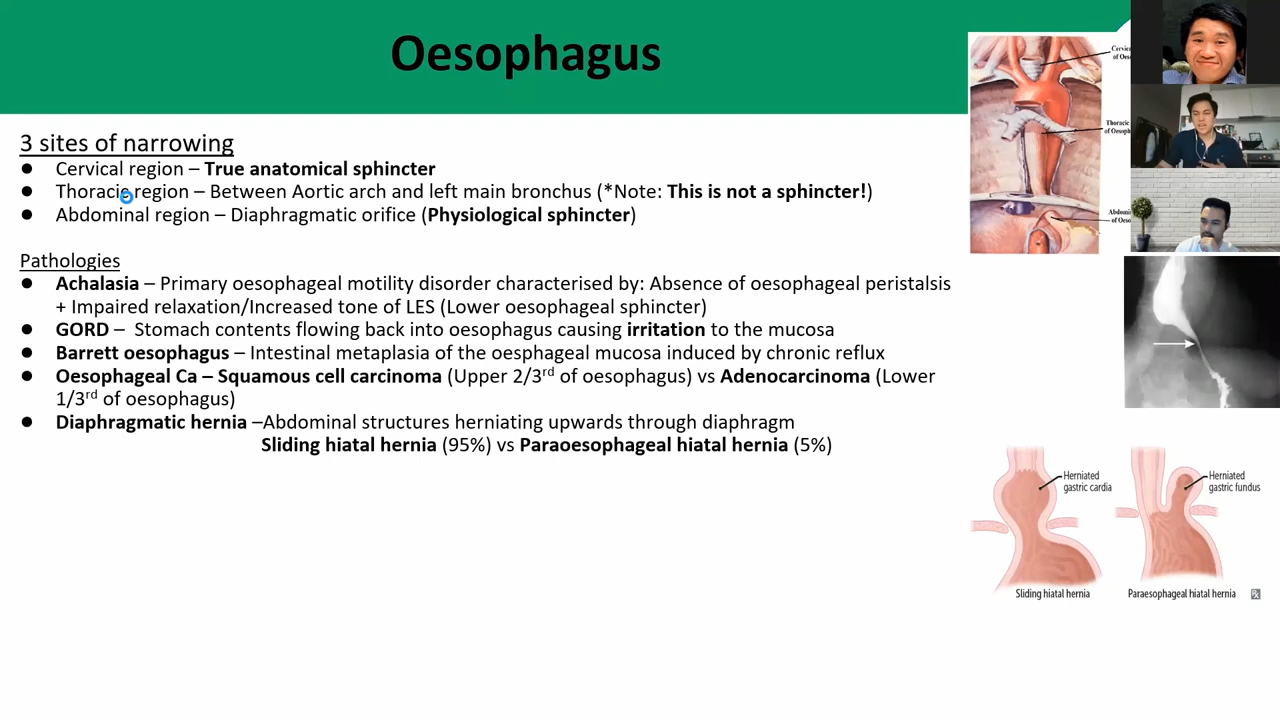 Oesophagus
3 sites of narrowing
● Cervical region – True anatomical sphincter
● Thoracic region – Between Aortic arch and left main bronchus (*Note: This is not a sphincter!)
● Abdominal region – Diaphragmatic orifice (Physiological sphincter)
Pathologies
● Achalasia – Primary oesophageal motility disorder characterised by: Absence of oesophageal peristalsis
+ Impaired relaxation/Increased tone of LES (Lower oesophageal sphincter)
● GORD – Stomach contents flowing back into oesophagus causing irritation to the mucosa
● Barrett oesophagus – Intestinal metaplasia of the oesphageal mucosa induced by chronic reflux
● Oesophageal Ca – Squamous cell carcinoma (Upper 2/3rd of oesophagus) vs Adenocarcinoma (Lower
1/3rd of oesophagus)
● Diaphragmatic hernia –Abdominal structures herniating upwards through diaphragm
Sliding hiatal hernia (95%) vs Paraoesophageal hiatal hernia (5%)
Thoracic
Herniated
gastric cardia
Sliding hiatal hernia
Herniated
gastric fundus
Paraesophageal hiatal hernia